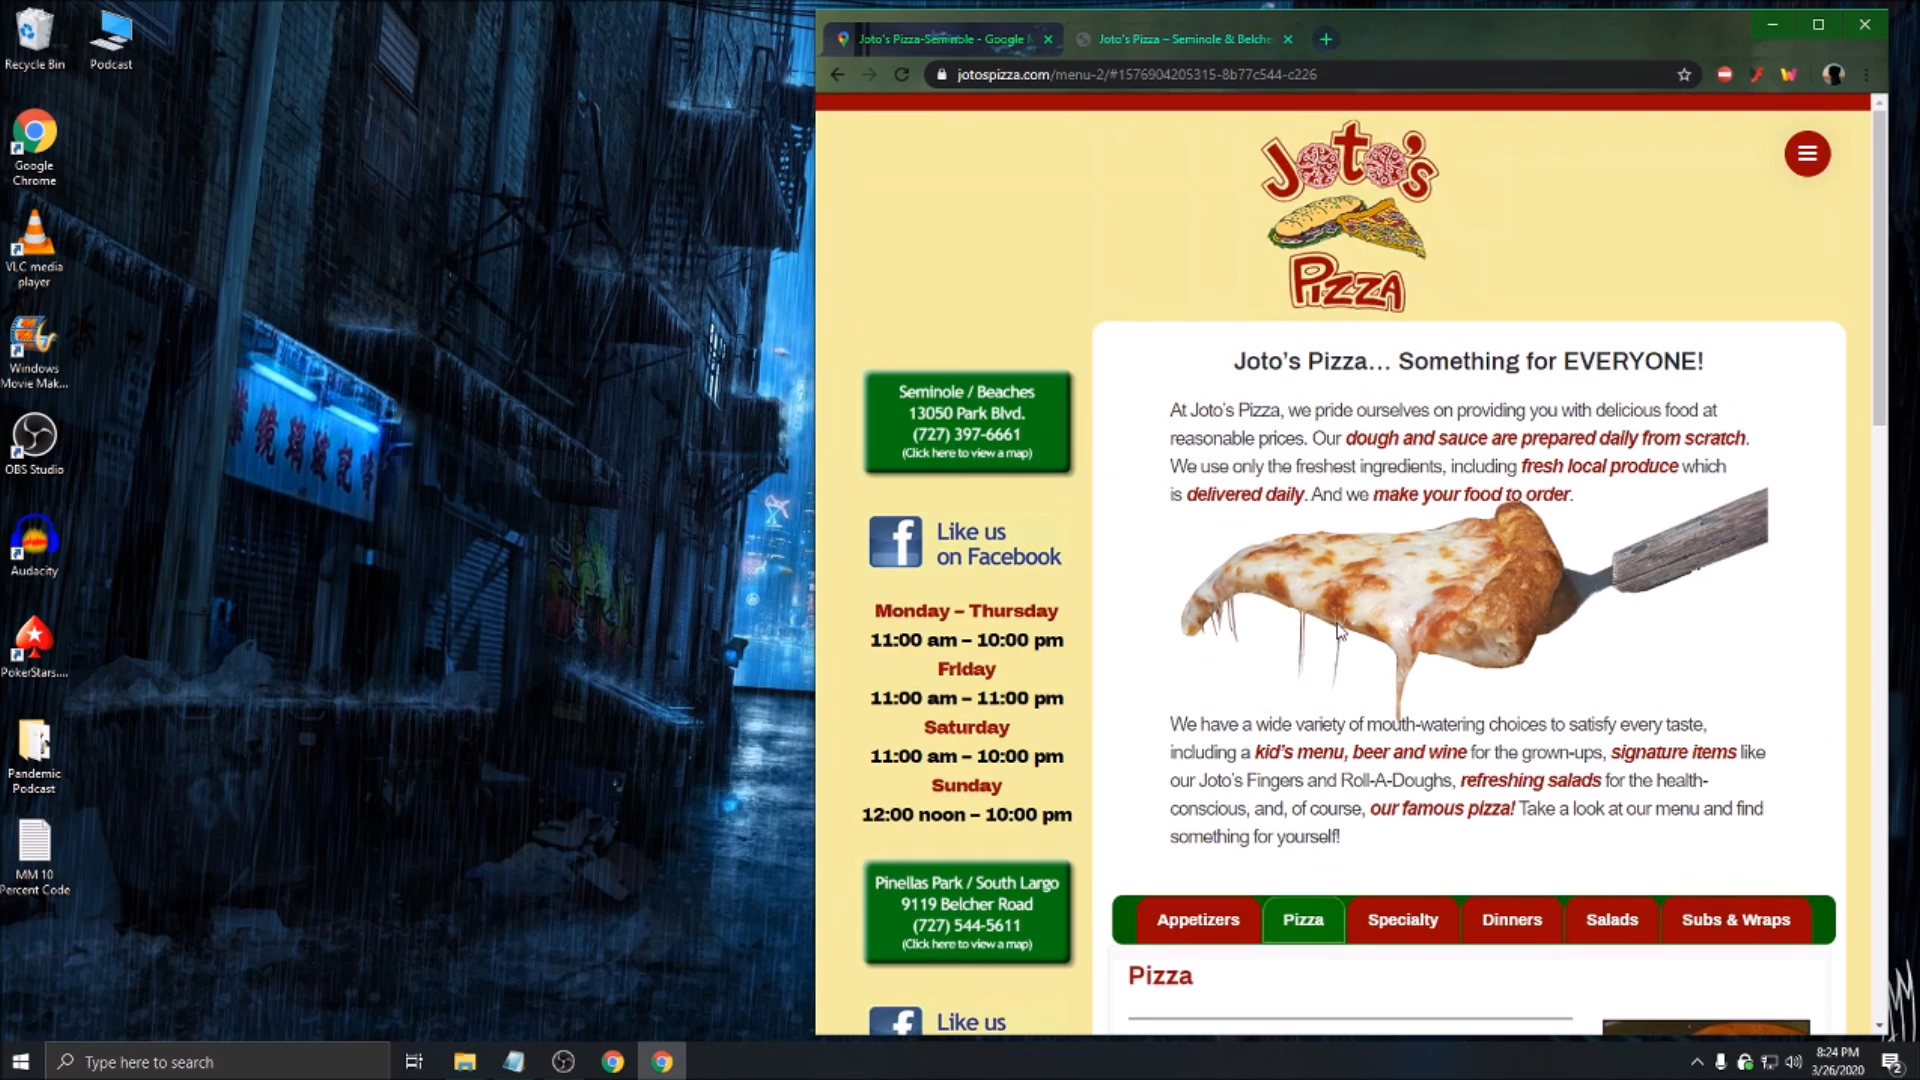 Recycle Bin
Podcast
Google
Chrome
VLC media
player
Windows
Movie Mak...
OBS Studio
Audacity
PokerStars....
Pandemic
Podcast
MM 10
Percent Code
Joto's Pizza-Seminole - Google M
Joto's Pizza – Seminole & Belche
jotospizza.com/menu-2/#1576904205315-8b77c544-c226
Joto's
Pizza
Seminole / Beaches
13050 Park Blvd.
(727) 397-6661
(Click here to view a map)
Like us
on Facebook
Monday – Thursday
11:00 am – 10:00 pm
Friday
11:00 am – 11:00 pm
Saturday
11:00 am – 10:00 pm
Sunday
12:00 noon – 10:00 pm
Pinellas Park / South Largo
9119 Belcher Road
(727) 544-5611
(Click here to view a map)
Like us
Joto's Pizza… Something for EVERYONE!
At Joto's Pizza, we pride ourselves on providing you with delicious food at
reasonable prices. Our dough and sauce are prepared daily from scratch.
We use only the freshest ingredients, including fresh local produce which
is delivered daily. And we make your food to order.
We have a wide variety of mouth-watering choices to satisfy every taste,
including a kid's menu, beer and wine for the grown-ups, signature items like
our Joto's Fingers and Roll-A-Doughs, refreshing salads for the health-
conscious, and, of course, our famous pizza! Take a look at our menu and find
something for yourself!
Appetizers
Pizza
Specialty
Dinners
Salads
Subs & Wraps
Pizza
Type here to search
8:24 PM
3/26/2020
2